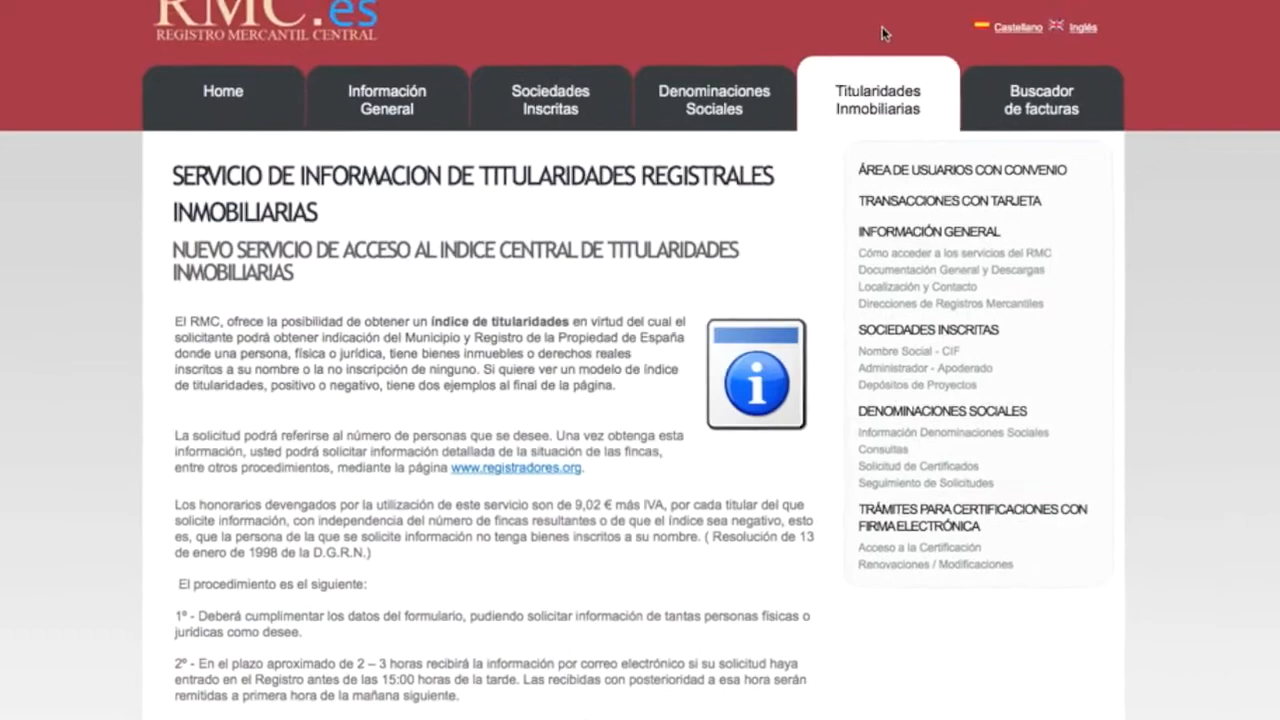 RMC.es
REGISTRO MERCANTIL CENTRAL
Castellano
Inglés
Home
Información
General
Sociedades
Inscritas
Denominaciones
Sociales
Titularidades
Inmobiliarias
Buscador
de facturas
SERVICIO DE INFORMACION DE TITULARIDADES REGISTRALES
INMOBILIARIAS
NUEVO SERVICIO DE ACCESO AL INDICE CENTRAL DE TITULARIDADES
INMOBILIARIAS
El RMC, ofrece la posibilidad de obtener un índice de titularidades en virtud del cual el
solicitante podrá obtener indicación del Municipio y Registro de la Propiedad de España
donde una persona, física o jurídica, tiene bienes inmuebles o derechos reales
inscritos a su nombre o la no inscripción de ninguno. Si quiere ver un modelo de índice
de titularidades, positivo o negativo, tiene dos ejemplos al final de la página.
La solicitud podrá referirse al número de personas que se desee. Una vez obtenga esta
información, usted podrá solicitar información detallada de la situación de las fincas,
entre otros procedimientos, mediante la página www.registradores.org.
Los honorarios devengados por la utilización de este servicio son de 9,02 € más IVA, por cada titular del que
solicite información, con independencia del número de fincas resultantes o de que el índice sea negativo, esto
es, que la persona de la que se solicite información no tenga bienes inscritos a su nombre. ( Resolución de 13
de enero de 1998 de la D.G.R.N.)
El procedimiento es el siguiente:
1º - Deberá cumplimentar los datos del formulario, pudiendo solicitar información de tantas personas físicas o
jurídicas como desee.
2º - En el plazo aproximado de 2 – 3 horas recibirá la información por correo electrónico si su solicitud haya
entrado en el Registro antes de las 15:00 horas de la tarde. Las recibidas con posterioridad a esa hora serán
remitidas a primera hora de la mañana siguiente.
ÁREA DE USUARIOS CON CONVENIO
TRANSACCIONES CON TARJETA
INFORMACIÓN GENERAL
Cómo acceder a los servicios del RMC
Documentación General y Descargas
Localización y Contacto
Direcciones de Registros Mercantiles
SOCIEDADES INSCRITAS
Nombre Social - CIF
Administrador - Apoderado
Depósitos de Proyectos
DENOMINACIONES SOCIALES
Información Denominaciones Sociales
Consultas
Solicitud de Certificados
Seguimiento de Solicitudes
TRÁMITES PARA CERTIFICACIONES CON
FIRMA ELECTRÓNICA
Acceso a la Certificación
Renovaciones / Modificaciones